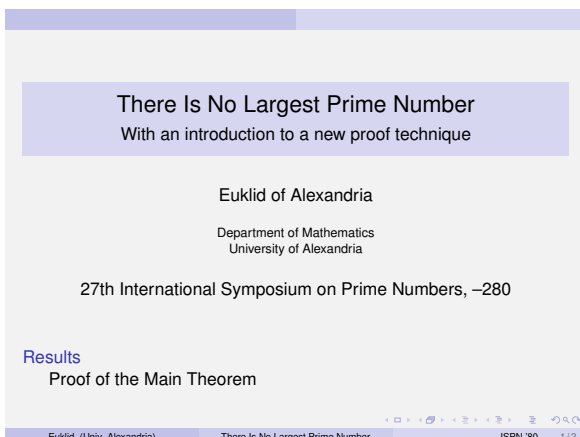 There Is No Largest Prime Number
With an introduction to a new proof technique
Euklid of Alexandria
Department of Mathematics
University of Alexandria
27th International Symposium on Prime Numbers, –280
Results
Proof of the Main Theorem
Euklid (Univ. Alexandria) There Is No Largest Prime Number ISPN '80 1/2